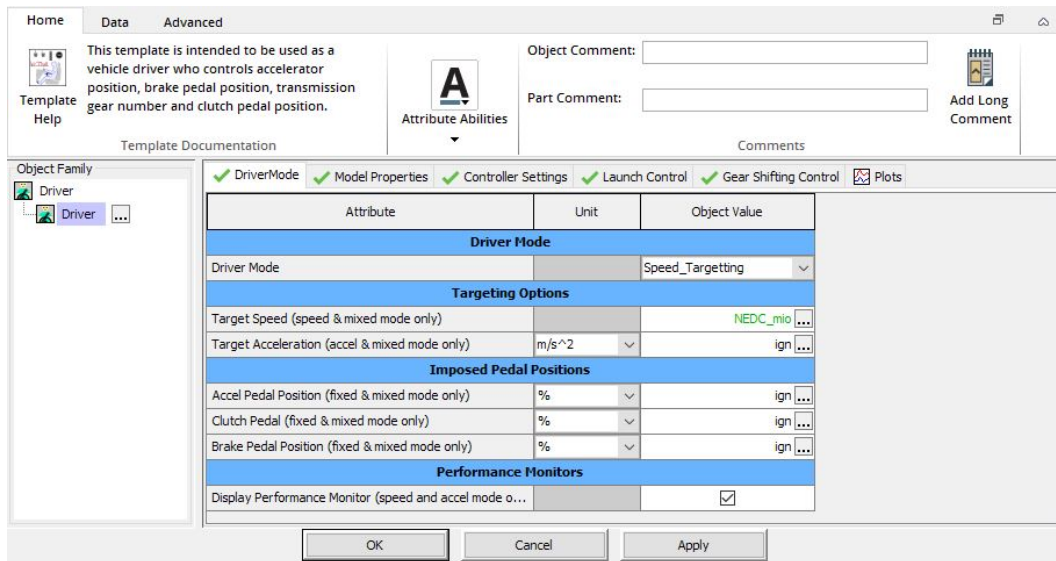 Home Data Advanced
Template Help
This template is intended to be used as a
vehicle driver who controls accelerator
position, brake pedal position, transmission
gear number and clutch pedal position.
Template Documentation
A
Attribute Abilities
Object Comment:
Part Comment:
Add Long
Comment
Comments
Object Family
Driver
Driver ...
DriverMode Model Properties Controller Settings Launch Control Gear Shifting Control Plots
Attribute Unit Object Value
Driver Mode
Driver Mode Speed_Targetting
Targeting Options
Target Speed (speed & mixed mode only) NEDC_mio ...
Target Acceleration (accel & mixed mode only) m/s^2 ign ...
Imposed Pedal Positions
Accel Pedal Position (fixed & mixed mode only) % ign ...
Clutch Pedal (fixed & mixed mode only) % ign ...
Brake Pedal Position (fixed & mixed mode only) % ign ...
Performance Monitors
Display Performance Monitor (speed and accel mode o...
OK Cancel Apply